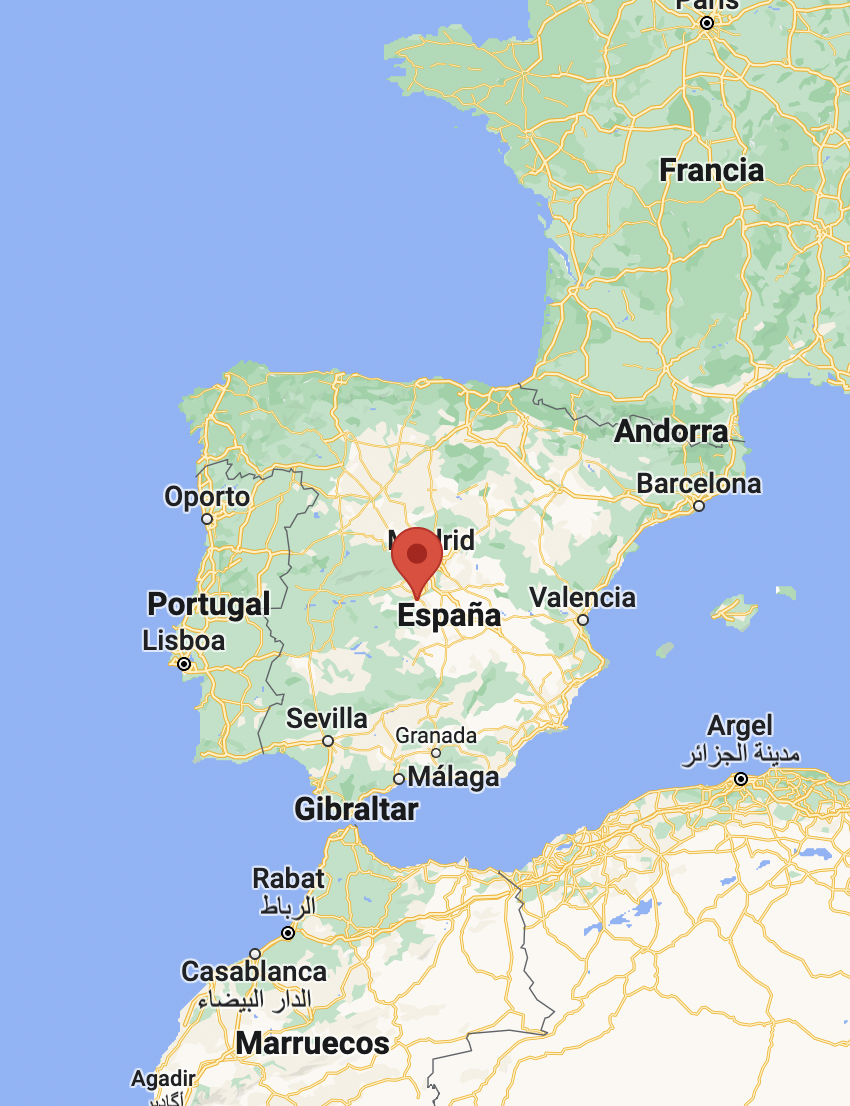 París
Francia
Andorra
Barcelona
Oporto
Madrid
Valencia
España
Portugal
Lisboa
Sevilla
Granada
Málaga
Argel
مدينة الجزائر
Gibraltar
Rabat
الرباط
Casablanca
الدار البيضاء
Marruecos
Agadir
أڭادير